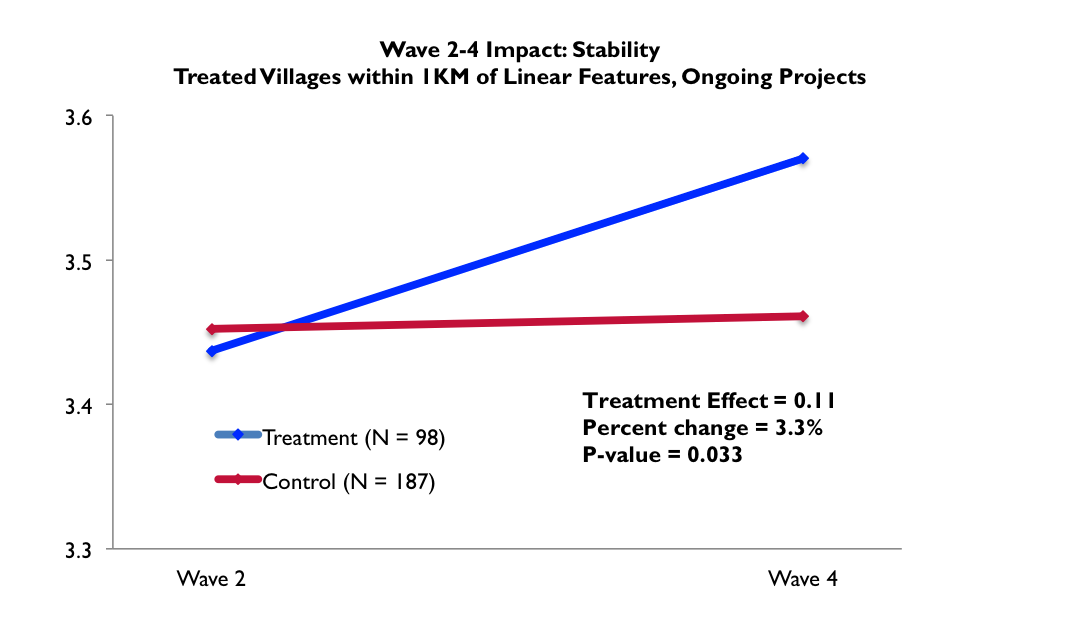 Wave 2-4 Impact: Stability
Treated Villages within 1KM of Linear Features, Ongoing Projects
3.6
3.5
3.4
3.3
Treatment Effect = 0.11
Percent change = 3.3%
P-value = 0.033
Treatment (N = 98)
Control (N = 187)
Wave 2
Wave 4